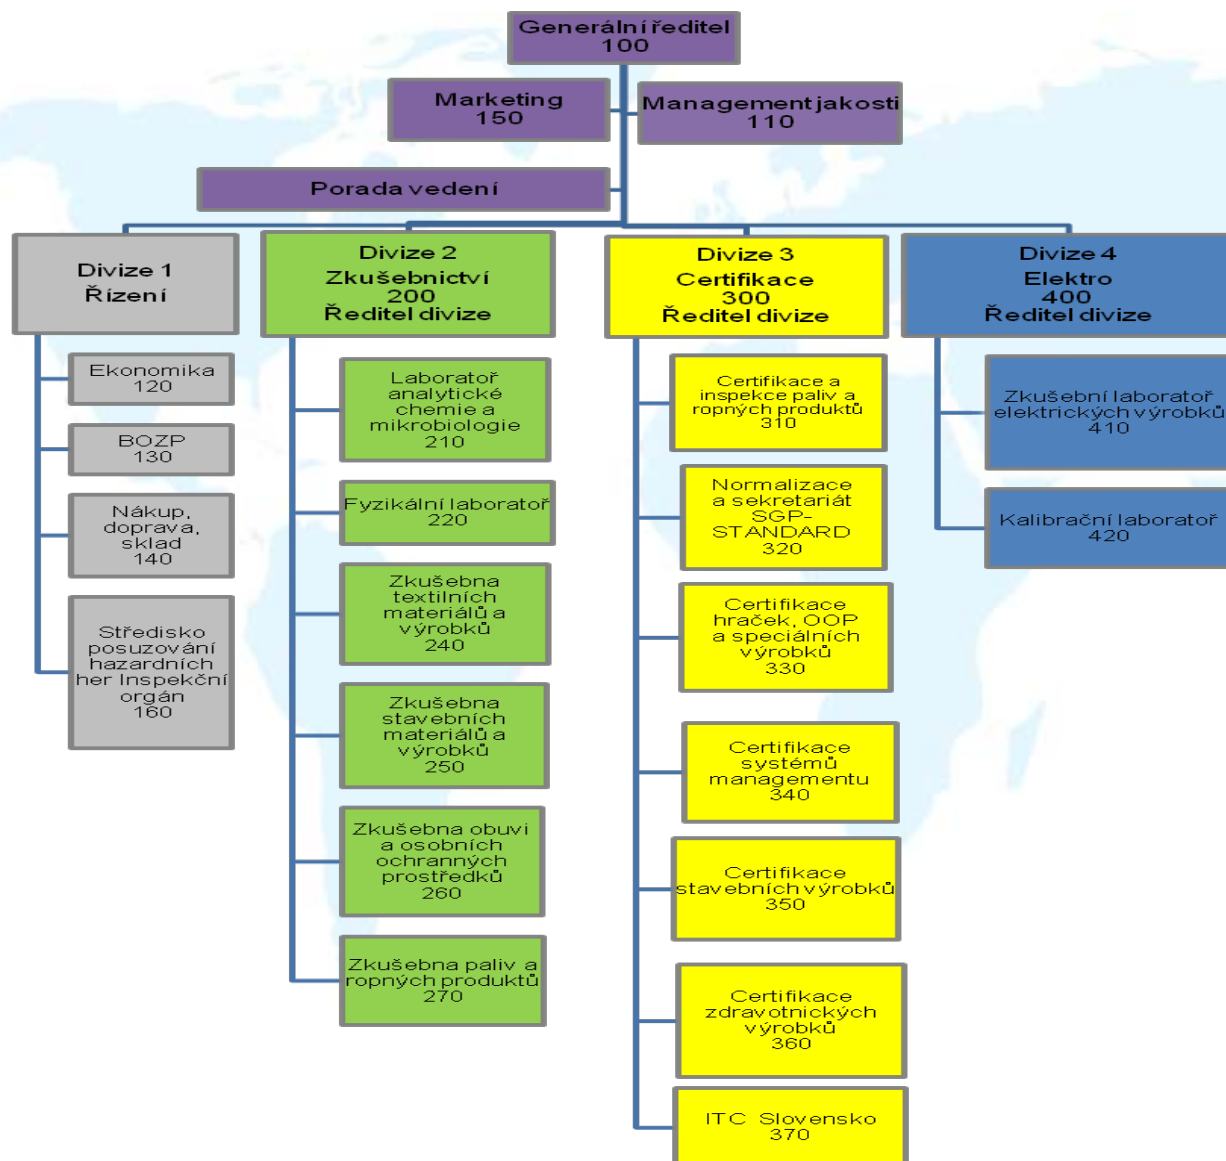 Generální ředitel
100
Marketing
150
Management jakosti
110
Porada vedení
Divize 1
Řízení
Ekonomika
120
BOZP
130
Nákup,
doprava,
sklad
140
Středisko
posuzování
hazardních
her Inspekční
orgán
160
Divize 2
Zkušebnictví
200
Ředitel divize
Laboratoř
analytické
chemie a
mikrobiologie
210
Fyzikální laboratoř
220
Zkušebna
textilních
materiálů a
výrobků
240
Zkušebna
stavebních
materiálů a
výrobků
250
Zkušebna obuvi
a osobních
ochranných
prostředků
260
Zkušebna paliv a
ropných produktů
270
Divize 3
Certifikace
300
Ředitel divize
Certifikace a
inspekce paliv a
ropných produktů
310
Normalizace
a sekretariát
SGP-
STANDARD
320
Certifikace
hraček, OOP
a speciálních
výrobků
330
Certifikace
systémů
managementu
340
Certifikace
stavebních výrobků
350
Certifikace
zdravotnických
výrobků
360
ITC Slovensko
370
Divize 4
Elektro
400
Ředitel divize
Zkušební laboratoř
elektrických výrobků
410
Kalibrační laboratoř
420